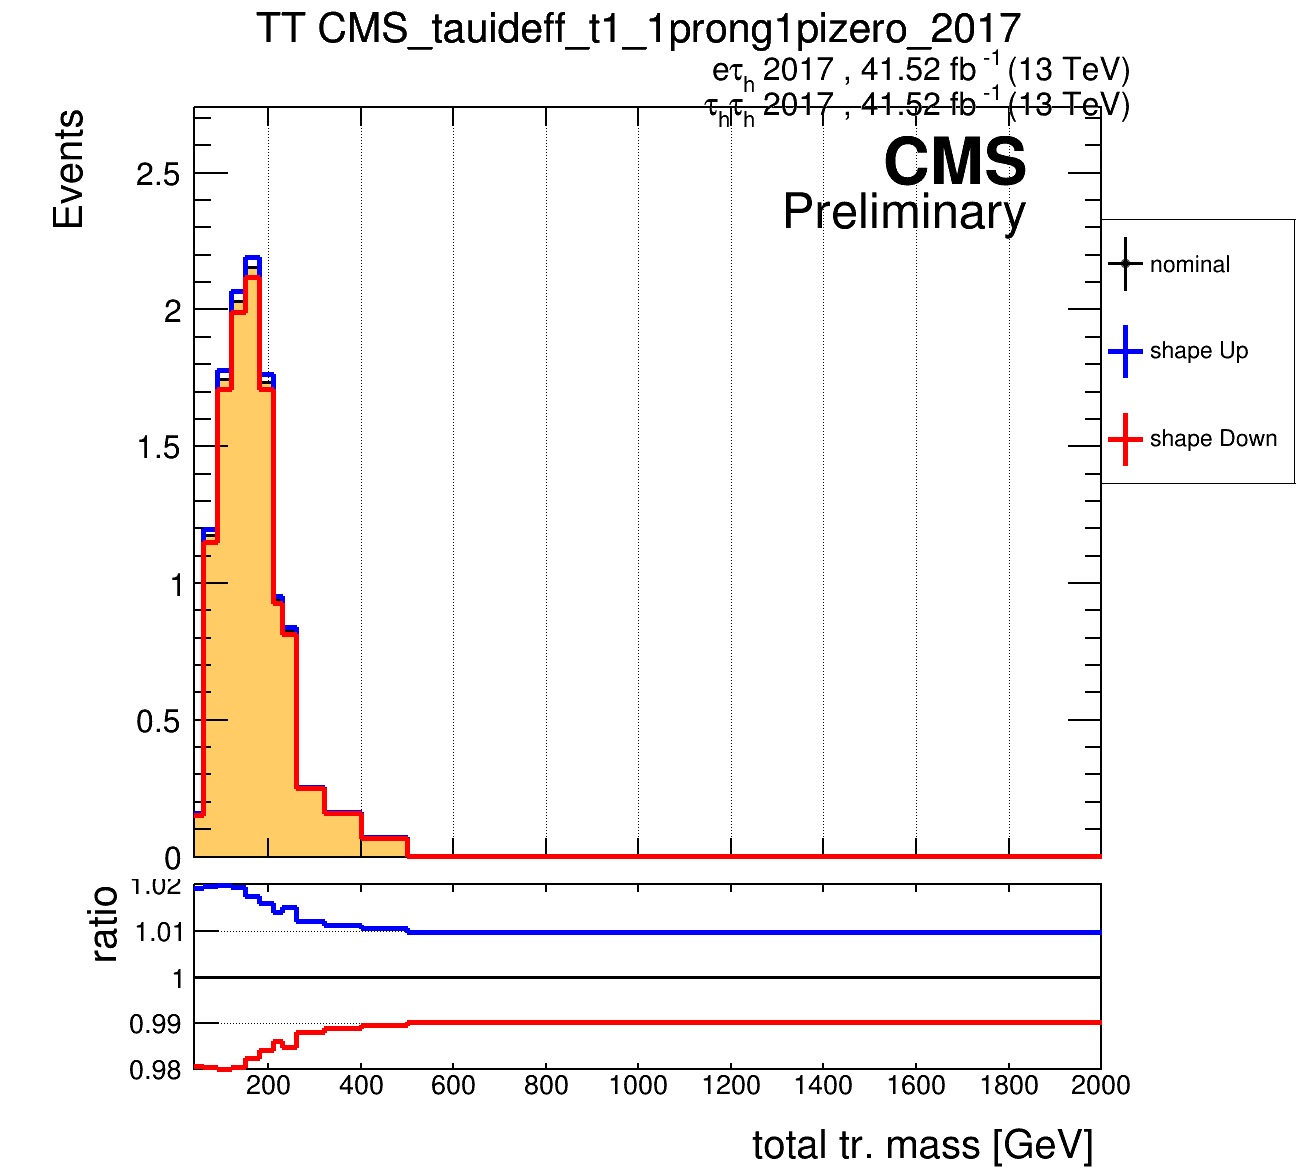 TT CMS_tauideff_t1_1prong1pizero_2017
eτh 2017 , 41.52 fb -1 (13 TeV)
τhτh 2017 , 41.52 fb -1 (13 TeV)
CMS
Preliminary
Events
2.5
2
1.5
1
0.5
0
nominal
shape Up
shape Down
ratio
1.02
1.01
1
0.99
0.98
200 400 600 800 1000 1200 1400 1600 1800 2000
total tr. mass [GeV]